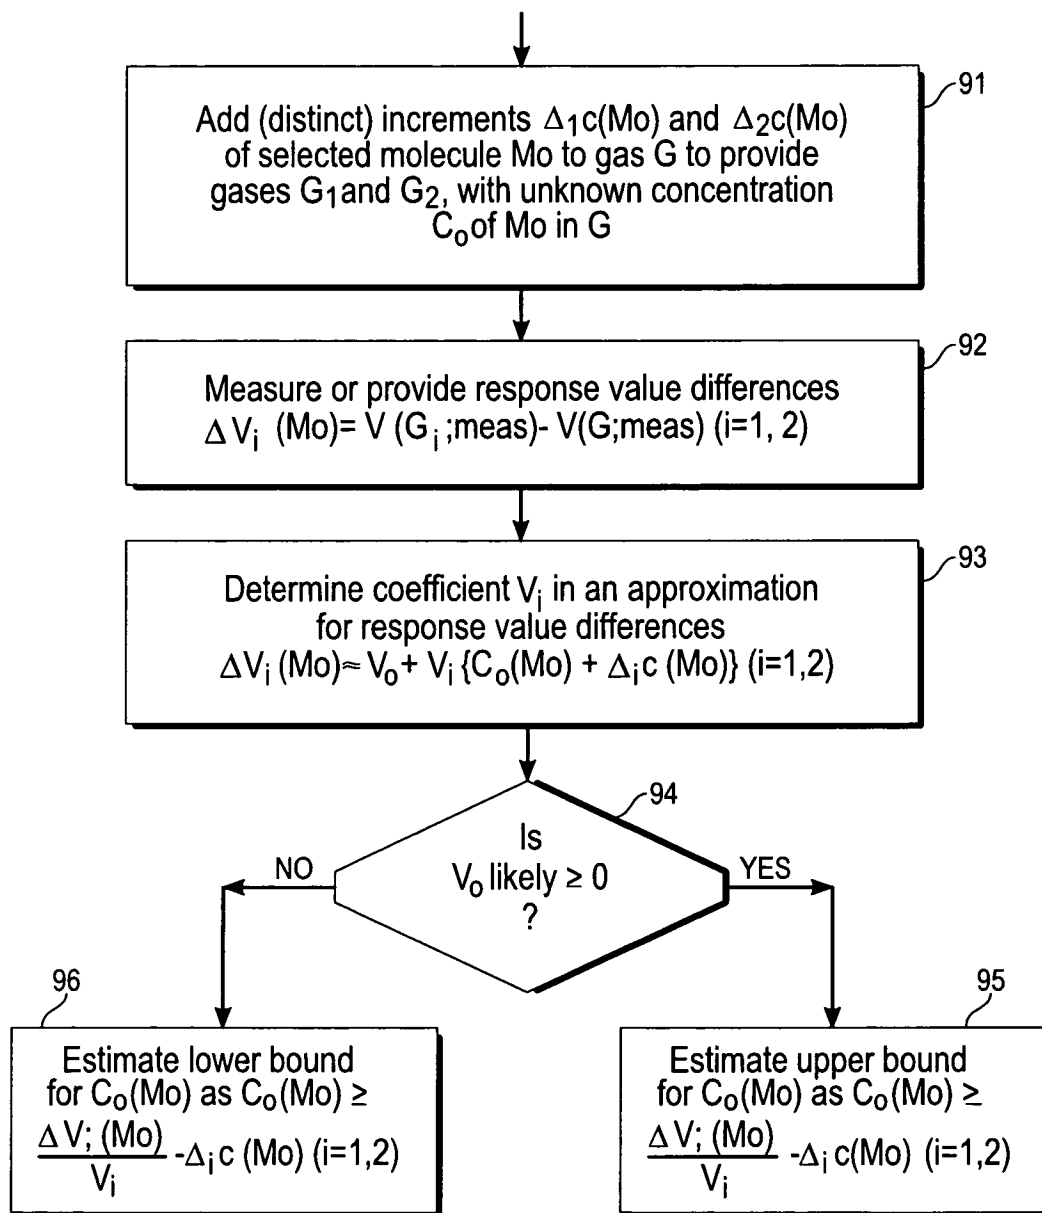 91
Add (distinct) increments Δ₁c(Mo) and Δ₂c(Mo)
of selected molecule Mo to gas G to provide
gases G₁ and G₂, with unknown concentration
Cₒ of Mo in G
92
Measure or provide response value differences
ΔVᵢ (Mo)= V (Gᵢ ;meas)- V(G;meas) (i=1, 2)
93
Determine coefficient Vᵢ in an approximation
for response value differences
ΔVᵢ (Mo)≈ Vₒ + Vᵢ {Cₒ(Mo) + Δᵢc (Mo)} (i=1,2)
94
Is
Vₒ likely ≥ 0
?
NO
YES
96
Estimate lower bound
for Cₒ(Mo) as Cₒ(Mo) ≥
ΔV; (Mo)
Vᵢ
-Δᵢc (Mo) (i=1,2)
95
Estimate upper bound
for Cₒ(Mo) as Cₒ(Mo) ≥
ΔV; (Mo)
Vᵢ
-Δᵢc(Mo) (i=1,2)